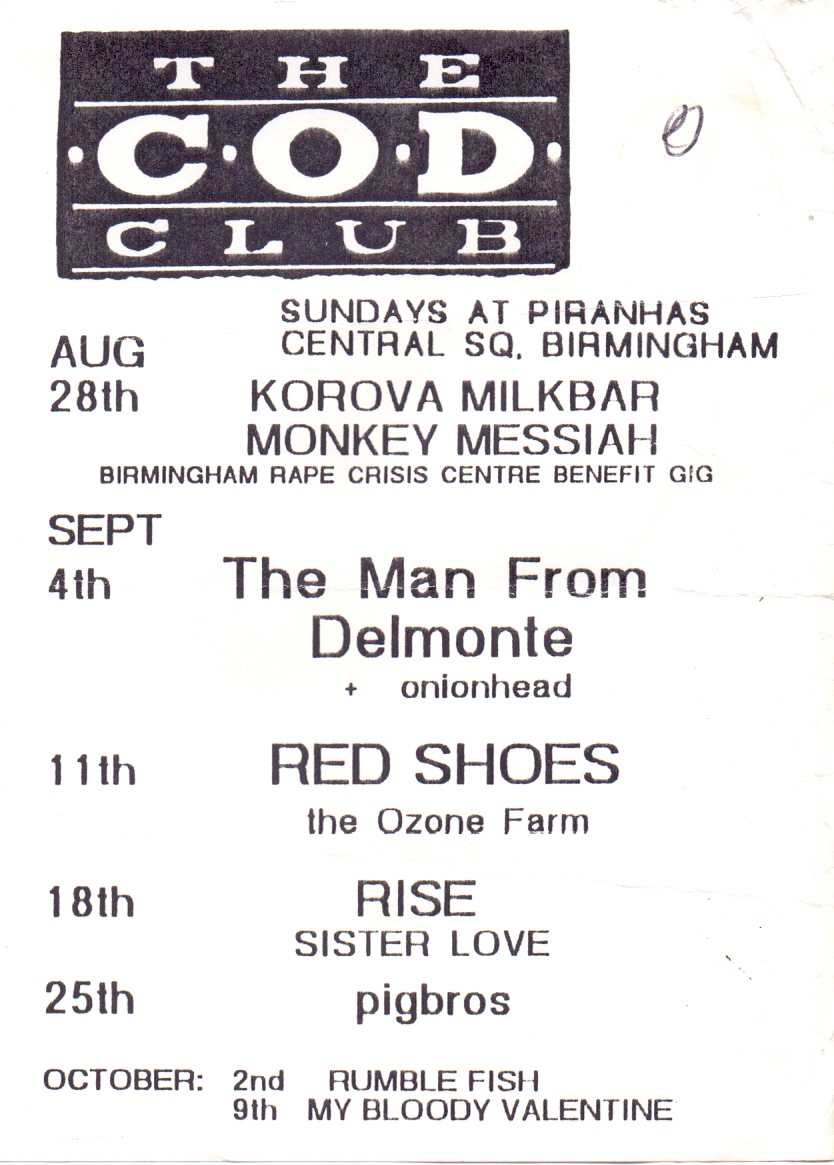 THE
·C·O·D·
CLUB
SUNDAYS AT PIRANHAS
CENTRAL SQ. BIRMINGHAM
AUG
28th KOROVA MILKBAR
MONKEY MESSIAH
BIRMINGHAM RAPE CRISIS CENTRE BENEFIT GIG
SEPT
4th The Man From
Delmonte
+ onionhead
11th RED SHOES
the Ozone Farm
18th RISE
SISTER LOVE
25th pigbros
OCTOBER: 2nd RUMBLE FISH
9th MY BLOODY VALENTINE